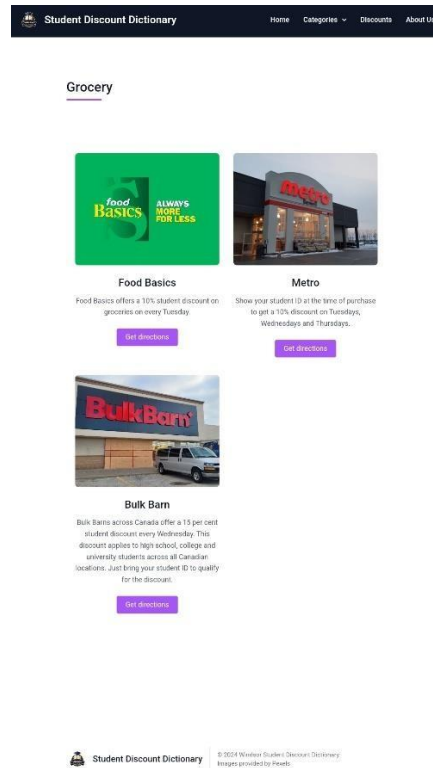 Student Discount Dictionary
Home Categories Discounts About Us
Grocery
food
Basics
ALWAYS
MORE
FOR LESS
metro
Food Basics
Food Basics offers a 10% student discount on
groceries on every Tuesday.
Get directions
Metro
Show your student ID at the time of purchase
to get a 10% discount on Tuesdays,
Wednesdays and Thursdays.
Get directions
BulkBarn
Bulk Barn
Bulk Barns across Canada offer a 15 per cent
student discount every Wednesday. This
discount applies to high school, college and
university students across all Canadian
locations. Just bring your student ID to qualify
for the discount.
Get directions
Student Discount Dictionary
© 2024 Windsor Student Discount Dictionary
Images provided by Pexels